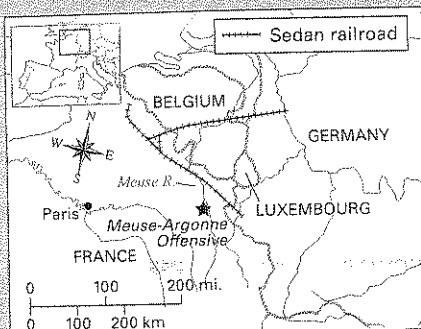 Sedan railroad
BELGIUM
N
W
E
S
GERMANY
Meuse R.
Paris
LUXEMBOURG
Meuse-Argonne
Offensive
FRANCE
0 100 200 mi.
0 100 200 km